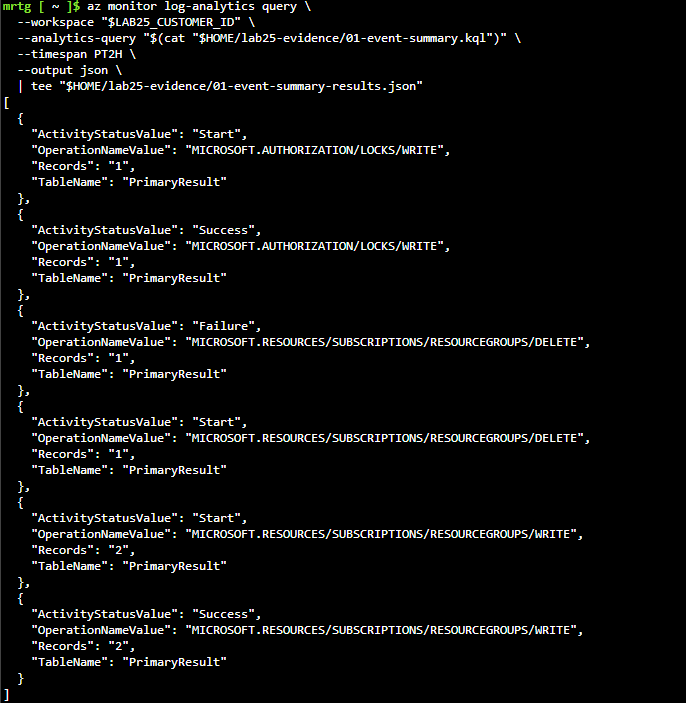 mrtg [ ~ ]$ az monitor log-analytics query \
  --workspace "$LAB25_CUSTOMER_ID" \
  --analytics-query "$(cat "$HOME/lab25-evidence/01-event-summary.kql")" \
  --timespan PT2H \
  --output json \
  | tee "$HOME/lab25-evidence/01-event-summary-results.json"
[
  {
    "ActivityStatusValue": "Start",
    "OperationNameValue": "MICROSOFT.AUTHORIZATION/LOCKS/WRITE",
    "Records": "1",
    "TableName": "PrimaryResult"
  },
  {
    "ActivityStatusValue": "Success",
    "OperationNameValue": "MICROSOFT.AUTHORIZATION/LOCKS/WRITE",
    "Records": "1",
    "TableName": "PrimaryResult"
  },
  {
    "ActivityStatusValue": "Failure",
    "OperationNameValue": "MICROSOFT.RESOURCES/SUBSCRIPTIONS/RESOURCEGROUPS/DELETE",
    "Records": "1",
    "TableName": "PrimaryResult"
  },
  {
    "ActivityStatusValue": "Start",
    "OperationNameValue": "MICROSOFT.RESOURCES/SUBSCRIPTIONS/RESOURCEGROUPS/DELETE",
    "Records": "1",
    "TableName": "PrimaryResult"
  },
  {
    "ActivityStatusValue": "Start",
    "OperationNameValue": "MICROSOFT.RESOURCES/SUBSCRIPTIONS/RESOURCEGROUPS/WRITE",
    "Records": "2",
    "TableName": "PrimaryResult"
  },
  {
    "ActivityStatusValue": "Success",
    "OperationNameValue": "MICROSOFT.RESOURCES/SUBSCRIPTIONS/RESOURCEGROUPS/WRITE",
    "Records": "2",
    "TableName": "PrimaryResult"
  }
]